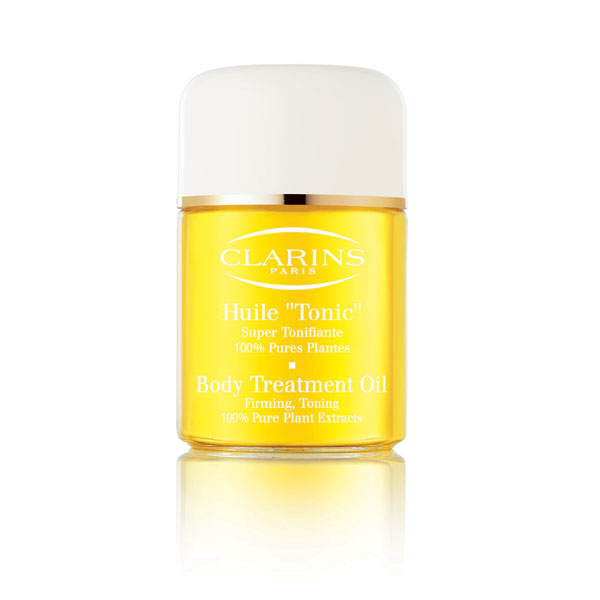 CLARINS
PARIS
Huile "Tonic"
Super Tonifiante
100% Pures Plantes
Body Treatment Oil
Firming, Toning
100% Pure Plant Extracts